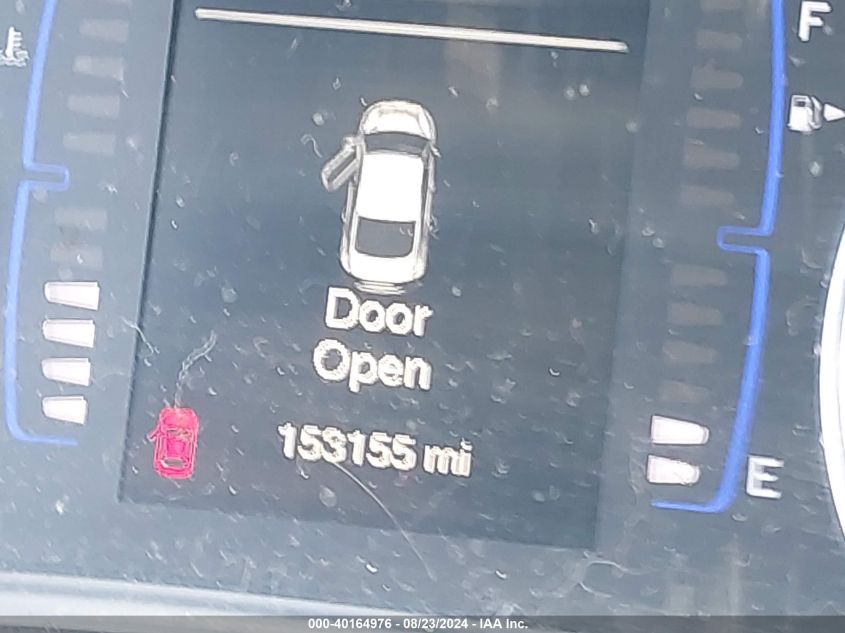 F
Door
Open
153155 mi
E
000-40164976 - 08/23/2024 - IAA Inc.